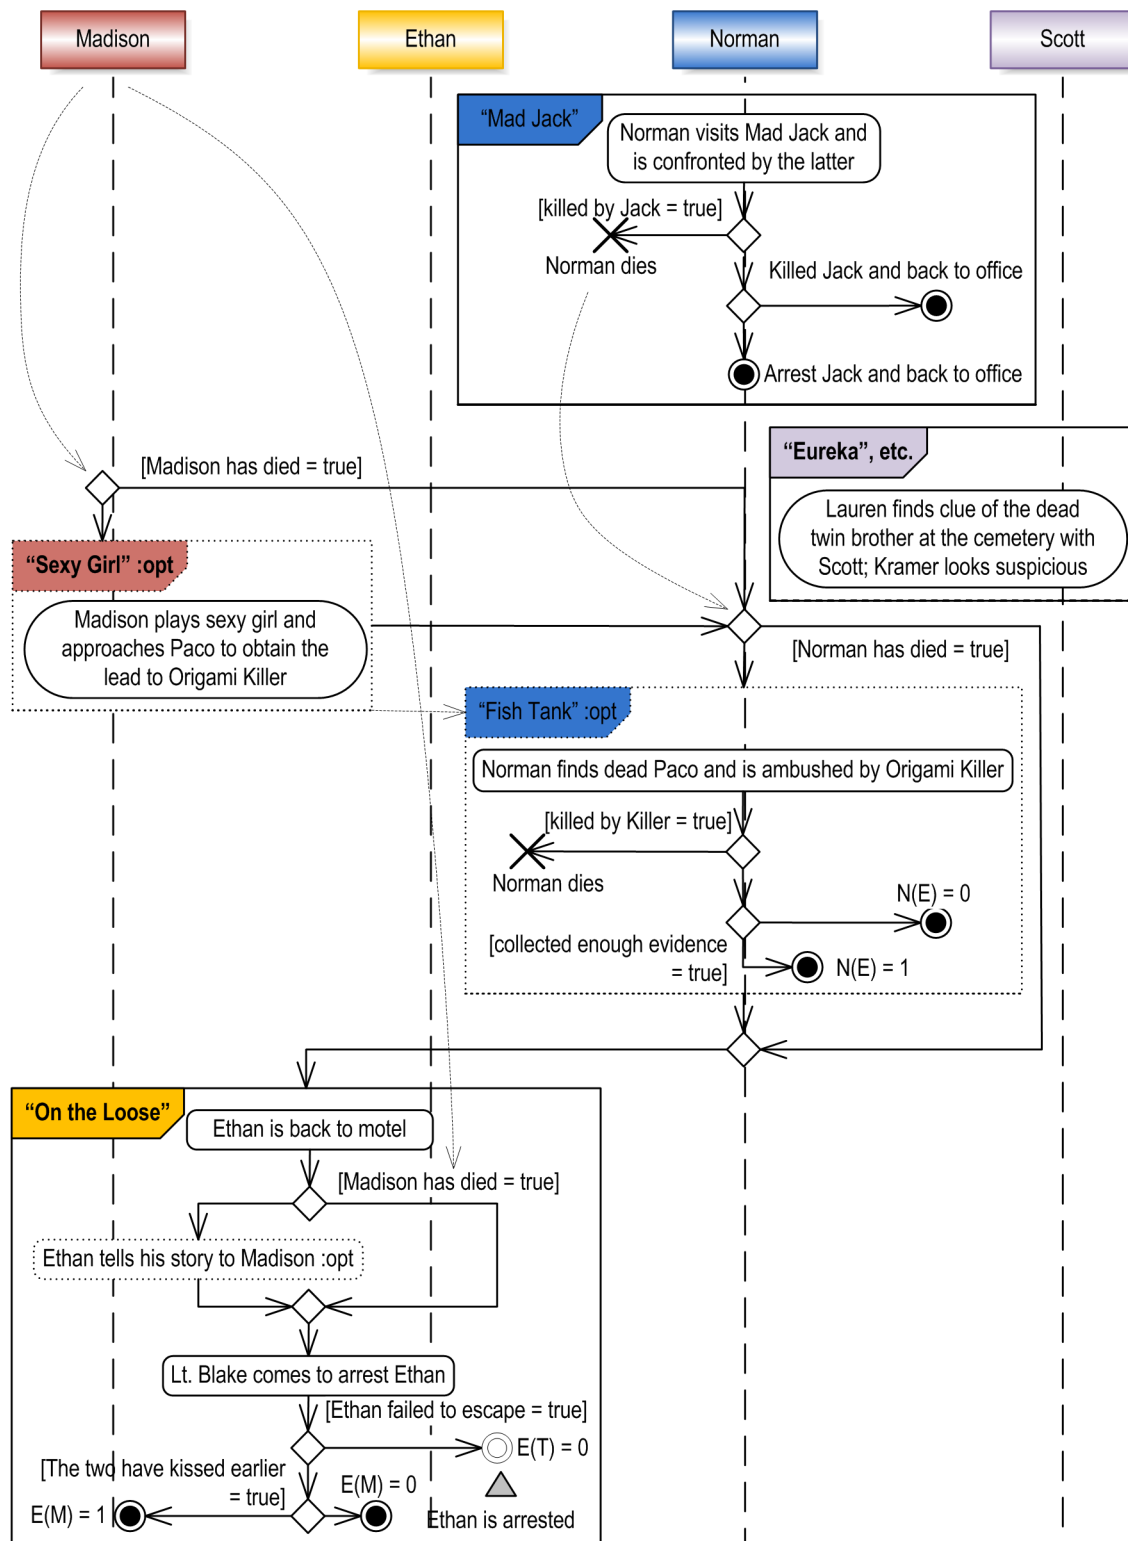 Madison
Ethan
Norman
Scott
“Mad Jack”
Norman visits Mad Jack and
is confronted by the latter
[killed by Jack = true]
Norman dies
Killed Jack and back to office
Arrest Jack and back to office
“Eureka”, etc.
Lauren finds clue of the dead
twin brother at the cemetery with
Scott; Kramer looks suspicious
[Madison has died = true]
“Sexy Girl” :opt
Madison plays sexy girl and
approaches Paco to obtain the
lead to Origami Killer
[Norman has died = true]
“Fish Tank” :opt
Norman finds dead Paco and is ambushed by Origami Killer
[killed by Killer = true]
Norman dies
N(E) = 0
[collected enough evidence
= true]
N(E) = 1
“On the Loose”
Ethan is back to motel
[Madison has died = true]
Ethan tells his story to Madison :opt
Lt. Blake comes to arrest Ethan
[Ethan failed to escape = true]
E(T) = 0
Ethan is arrested
[The two have kissed earlier
= true]
E(M) = 0
E(M) = 1